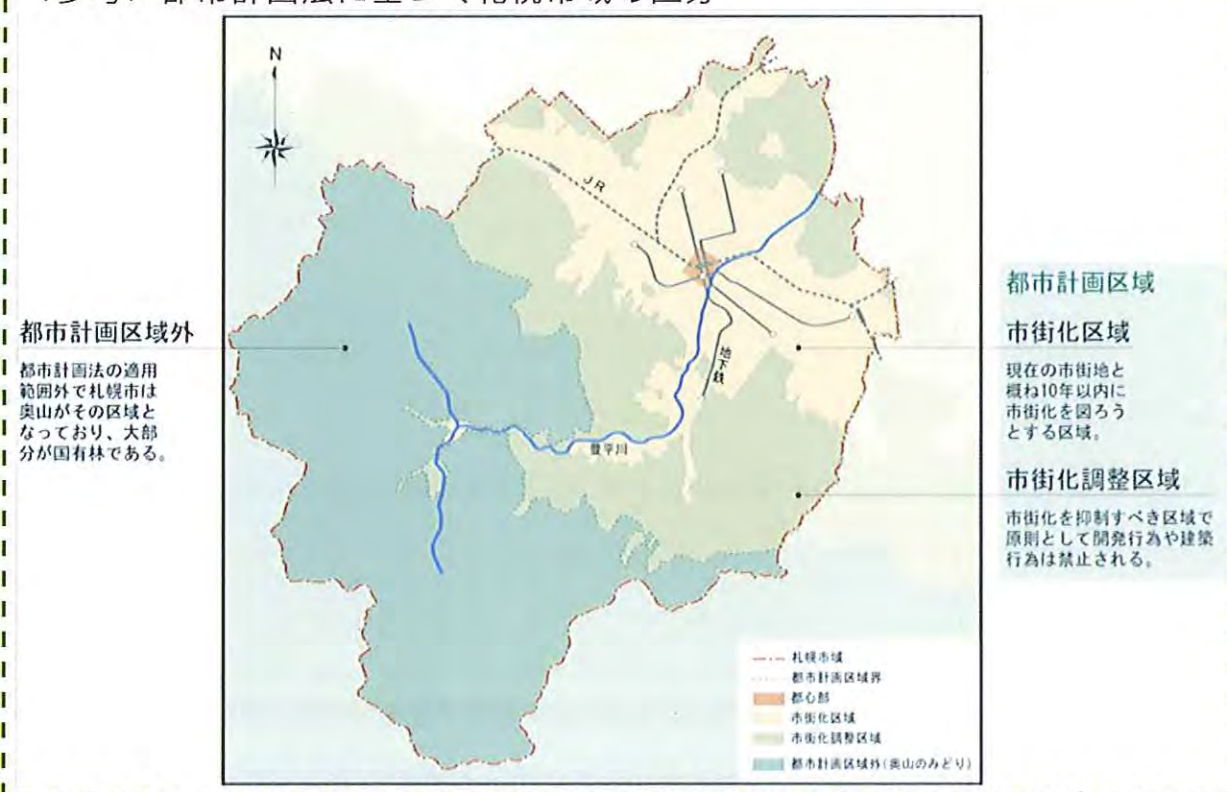 都市計画区域外
都市計画法の適用
範囲外で札幌市は
奥山がその区域と
なっており、大部
分が国有林である。
N
JR
地下鉄
豊平川
都市計画区域
市街化区域
現在の市街地と
概ね10年以内に
市街化を図ろう
とする区域。
市街化調整区域
市街化を抑制すべき区域で
原則として開発行為や建築
行為は禁止される。
札幌市域
都市計画区域界
都心部
市街化区域
市街化調整区域
都市計画区域外(奥山のみどり)